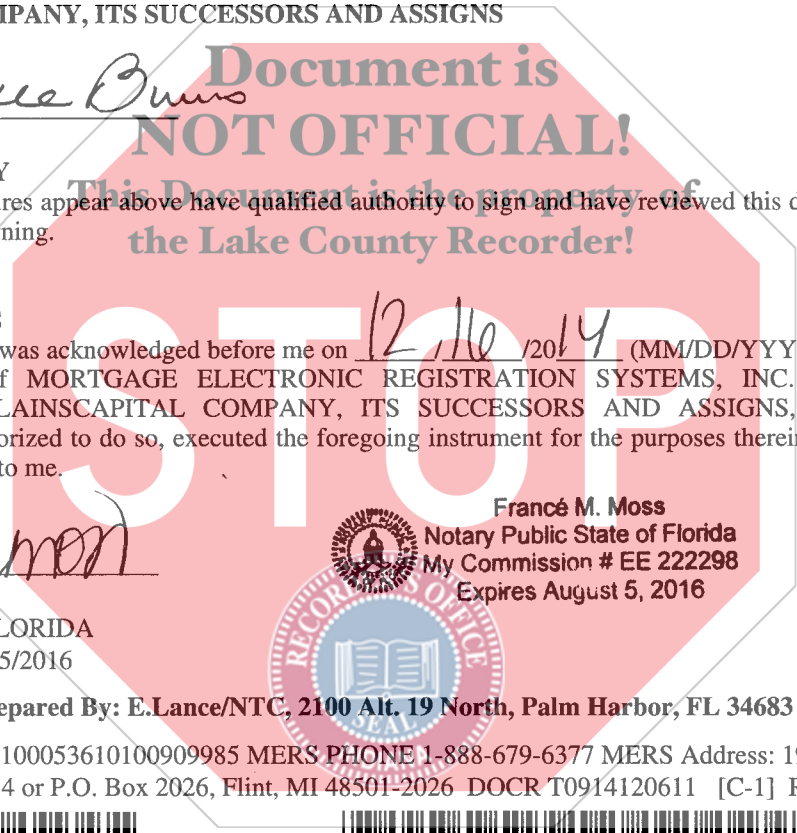 MPANY, ITS SUCCESSORS AND ASSIGNS
Document is
NOT OFFICIAL!
Y
This Document is the property of
res appear above have qualified authority to sign and have reviewed this d
ning.
the Lake County Recorder!
STOP
was acknowledged before me on 12 /16 /2014 (MM/DD/YYY
f MORTGAGE ELECTRONIC REGISTRATION SYSTEMS, INC.
LAINSCAPITAL COMPANY, ITS SUCCESSORS AND ASSIGNS,
orized to do so, executed the foregoing instrument for the purposes therein
to me.
Francé M. Moss
Notary Public State of Florida
My Commission # EE 222298
Expires August 5, 2016
RECORDER'S OFFICE
SEAL
LORIDA
5/2016
epared By: E.Lance/NTC, 2100 Alt. 19 North, Palm Harbor, FL 34683
100053610100909985 MERS PHONE 1-888-679-6377 MERS Address: 19
4 or P.O. Box 2026, Flint, MI 48501-2026 DOCR T0914120611 [C-1] F